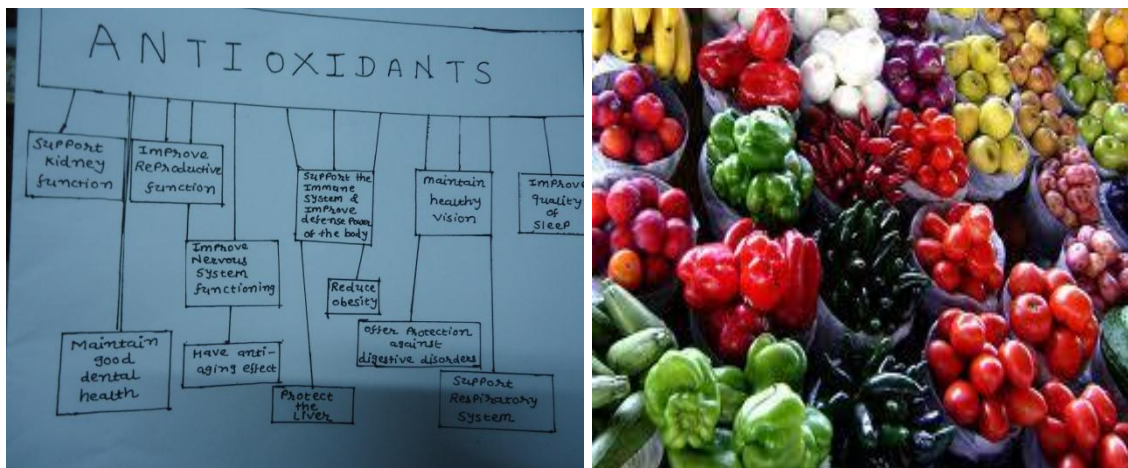 ANTIOXIDANTS
Support
kidney
function
Improve
Reproductive
function
Support the
Immune
System &
Improve
defense Power
of the body
maintain
healthy
vision
Improve
quality
of
Sleep
Improve
Nervous
System
functioning
Reduce
obesity
offer Protection
against
digestive disorders
Maintain
good
dental
health
Have anti-
aging effect
Protect
the
Liver
Support
Respiratory
System